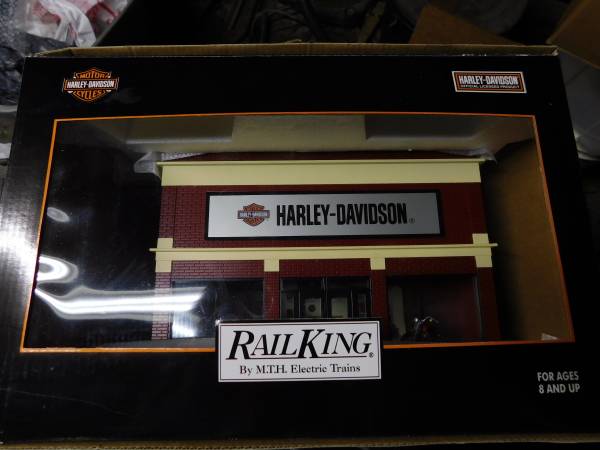 MOTOR
HARLEY-DAVIDSON
CYCLES
HARLEY-DAVIDSON
OFFICIAL LICENSED PRODUCT
HARLEY-DAVIDSON®
RAILKING®
By M.T.H. Electric Trains
FOR AGES
8 AND UP